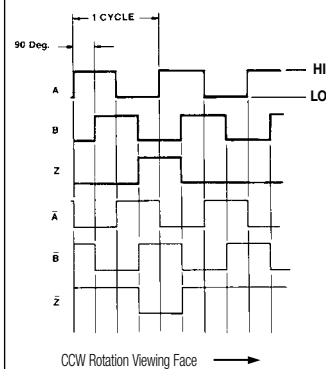 1 CYCLE
90 Deg.
HI
A
LO
B
Z
A̅
B̅
Z̅
CCW Rotation Viewing Face